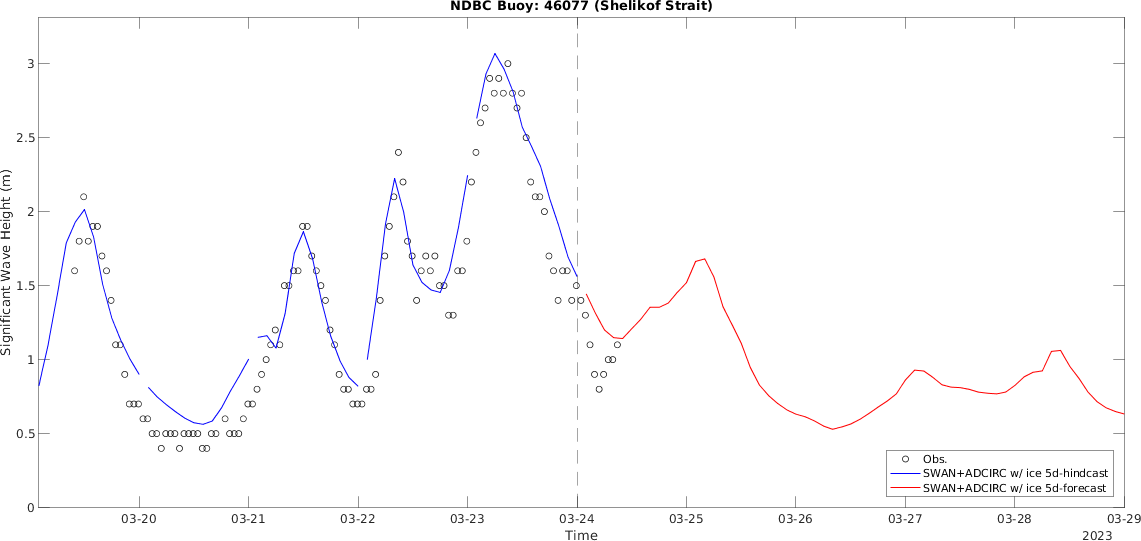 NDBC Buoy: 46077 (Shelikof Strait)
Significant Wave Height (m)
3
2.5
2
1.5
1
0.5
0
Obs.
SWAN+ADCIRC w/ ice 5d-hindcast
SWAN+ADCIRC w/ ice 5d-forecast
03-20 03-21 03-22 03-23 03-24 03-25 03-26 03-27 03-28 03-29
Time
2023